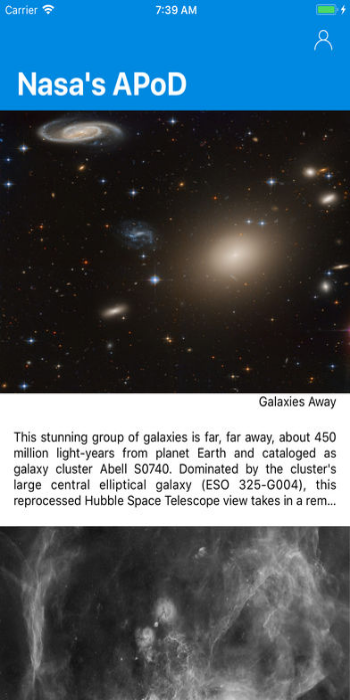 Carrier 7:39 AM
Nasa's APoD
Galaxies Away
This stunning group of galaxies is far, far away, about 450
million light-years from planet Earth and cataloged as
galaxy cluster Abell S0740. Dominated by the cluster's
large central elliptical galaxy (ESO 325-G004), this
reprocessed Hubble Space Telescope view takes in a rem...